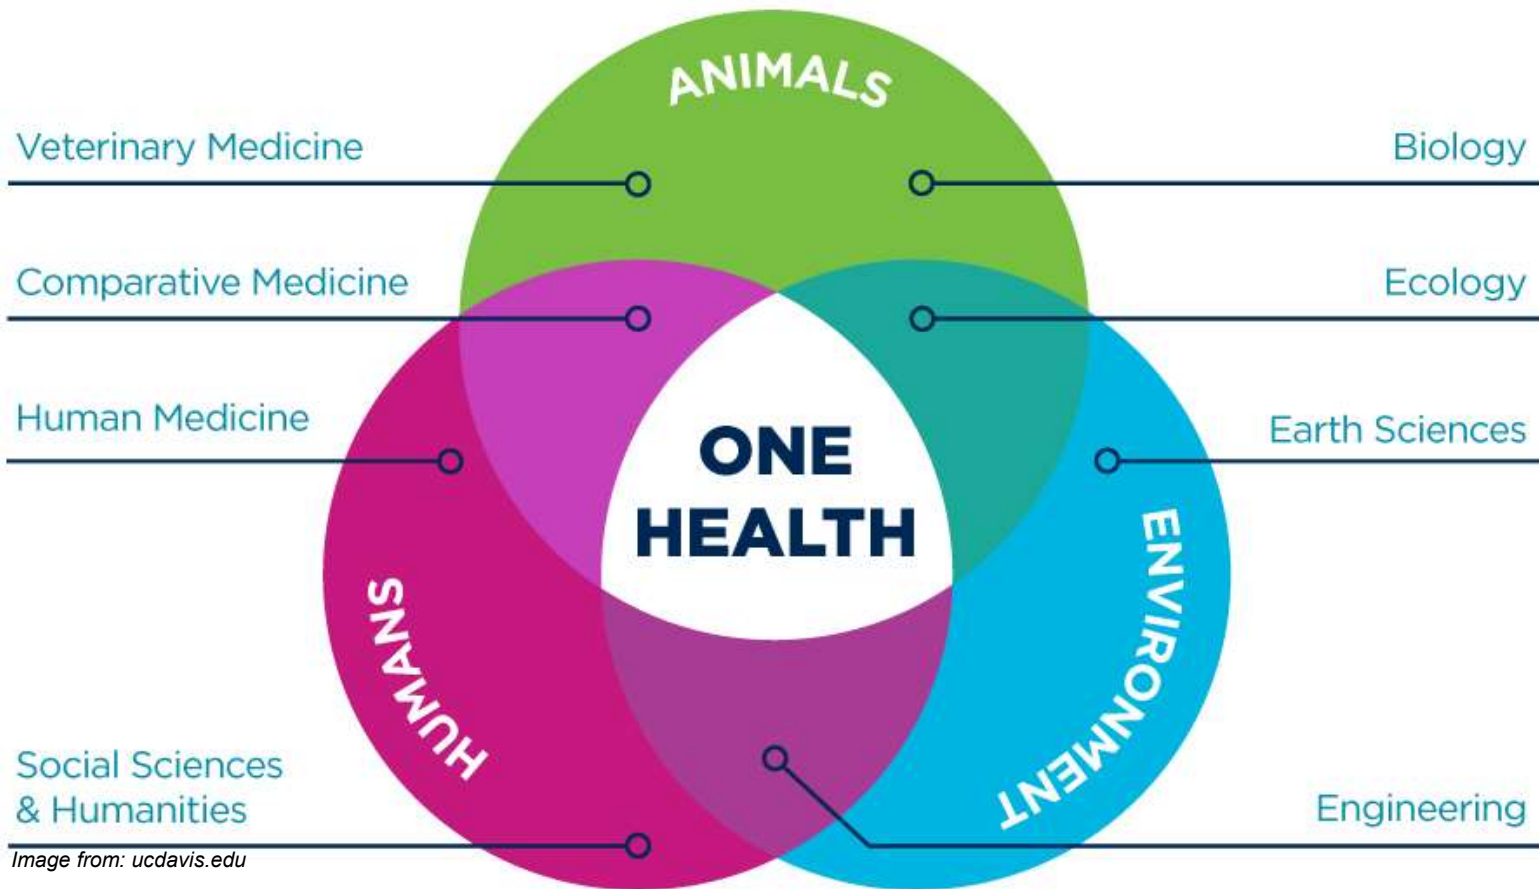 ANIMALS
Veterinary Medicine
Biology
Comparative Medicine
Ecology
Human Medicine
Earth Sciences
ONE
HEALTH
HUMANS
ENVIRONMENT
Social Sciences
& Humanities
Engineering
Image from: ucdavis.edu